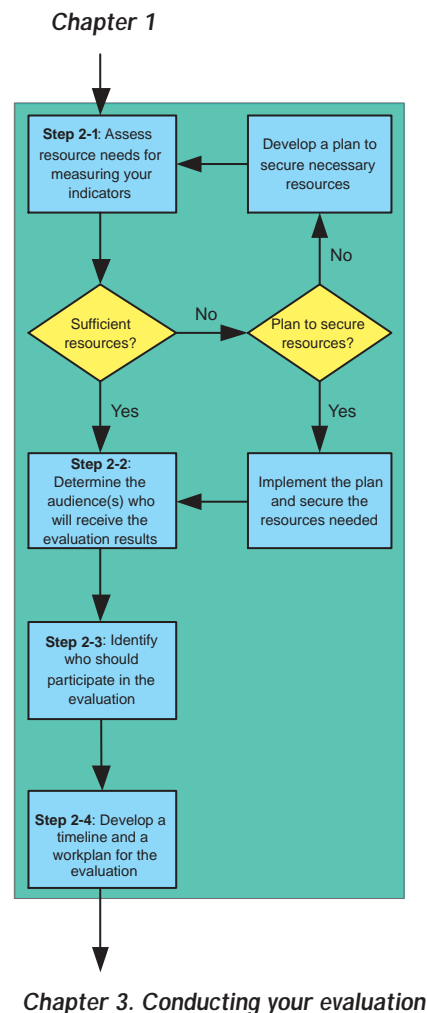 Chapter 1
Step 2-1: Assess
resource needs for
measuring your
indicators
Develop a plan to
secure necessary
resources
No
Sufficient
resources?
No
Plan to secure
resources?
Yes
Yes
Step 2-2:
Determine the
audience(s) who
will receive the
evaluation results
Implement the plan
and secure the
resources needed
Step 2-3: Identify
who should
participate in the
evaluation
Step 2-4: Develop a
timeline and a
workplan for the
evaluation
Chapter 3. Conducting your evaluation